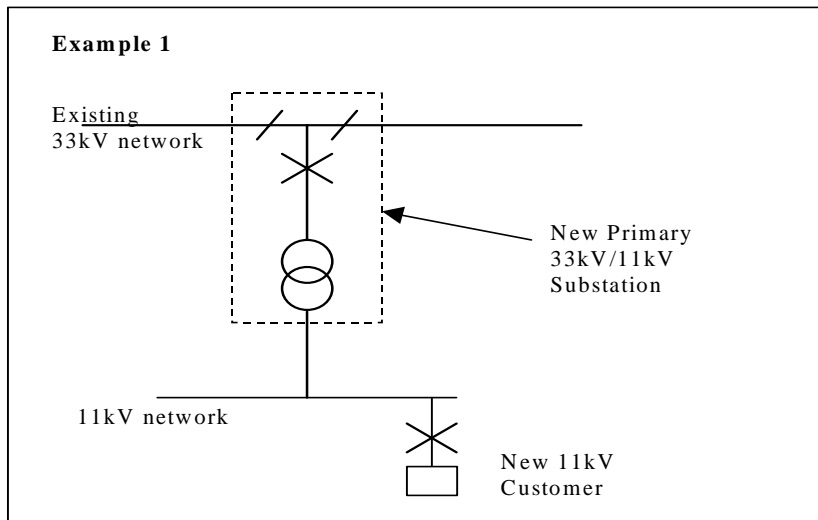 Example 1
Existing
33kV network
New Primary
33kV/11kV
Substation
11kV network
New 11kV
Customer